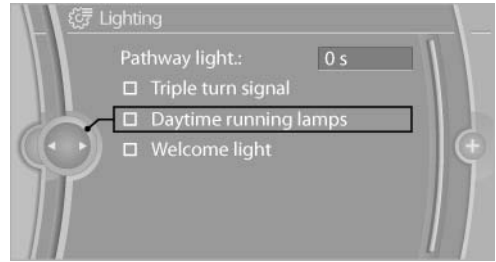 Lighting
Pathway light.: 0 s
Triple turn signal
Daytime running lamps
Welcome light